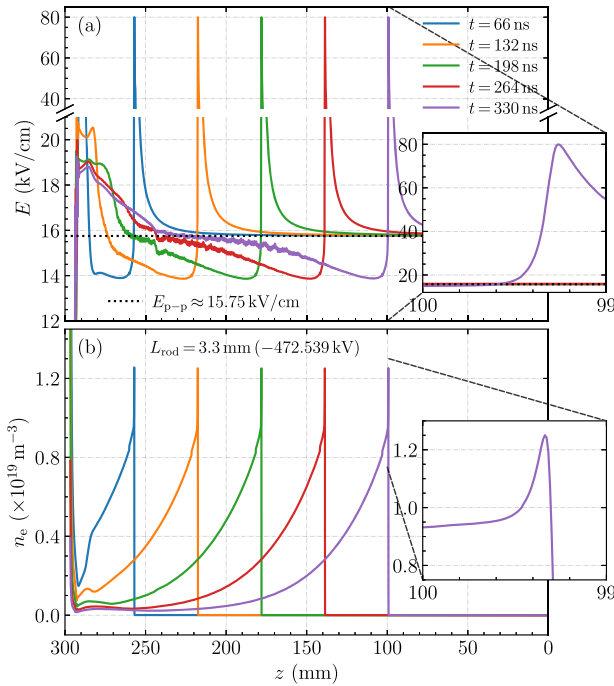 (a)
t = 66 ns
t = 132 ns
t = 198 ns
t = 264 ns
t = 330 ns
80
60
40
20
18
16
14
12
E (kV/cm)
E_p−p ≈ 15.75 kV/cm
80
60
40
20
100
99
(b)
L_rod = 3.3 mm (−472.539 kV)
1.2
0.8
0.4
0.0
n_e (×10^19 m^−3)
1.2
1.0
0.8
100
99
300
250
200
150
100
50
0
z (mm)